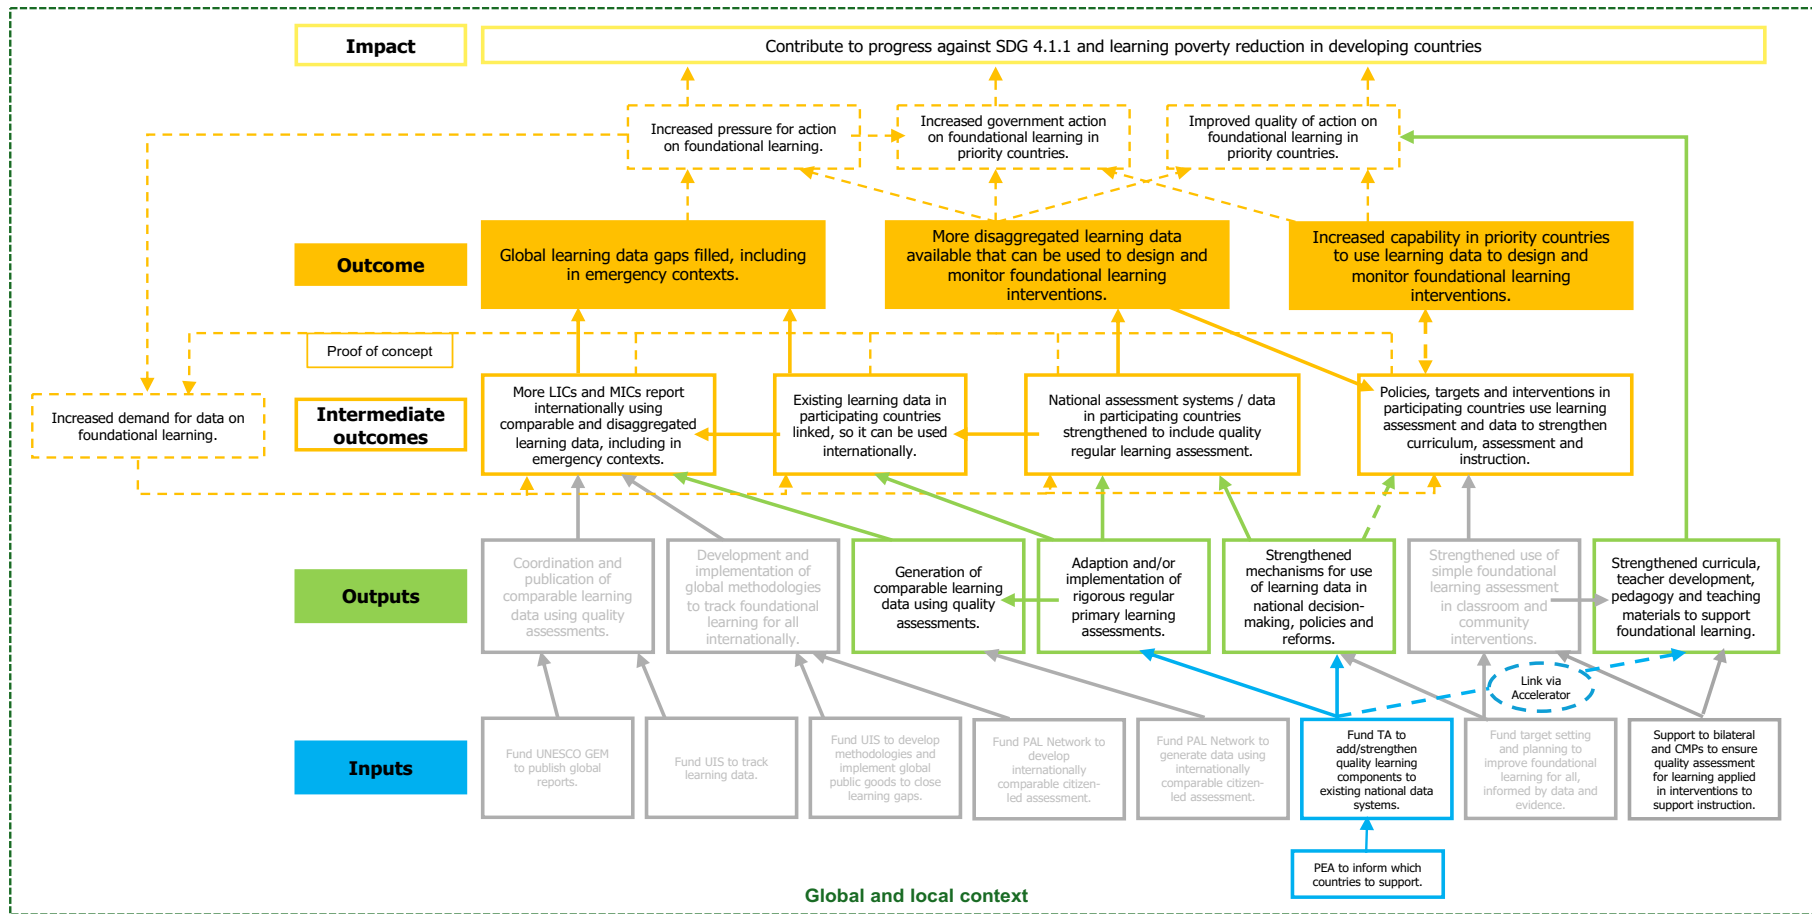 Impact
Contribute to progress against SDG 4.1.1 and learning poverty reduction in developing countries
Increased pressure for action
on foundational learning.
Increased government action
on foundational learning in
priority countries.
Improved quality of action on
foundational learning in
priority countries.
Outcome
Global learning data gaps filled, including
in emergency contexts.
More disaggregated learning data
available that can be used to design and
monitor foundational learning
interventions.
Increased capability in priority countries
to use learning data to design and
monitor foundational learning
interventions.
Proof of concept
Increased demand for data on
foundational learning.
Intermediate
outcomes
More LICs and MICs report
internationally using
comparable and disaggregated
learning data, including in
emergency contexts.
Existing learning data in
participating countries
linked, so it can be used
internationally.
National assessment systems / data
in participating countries
strengthened to include quality
regular learning assessment.
Policies, targets and interventions in
participating countries use learning
assessment and data to strengthen
curriculum, assessment and
instruction.
Outputs
Coordination and
publication of
comparable learning
data using quality
assessments.
Development and
implementation of
global methodologies
to track foundational
learning for all
internationally.
Generation of
comparable learning
data using quality
assessments.
Adaption and/or
implementation of
rigorous regular
primary learning
assessments.
Strengthened
mechanisms for use
of learning data in
national decision-
making, policies and
reforms.
Strengthened use of
simple foundational
learning assessment
in classroom and
community
interventions.
Strengthened curricula,
teacher development,
pedagogy and teaching
materials to support
foundational learning.
Link via
Accelerator
Inputs
Fund UNESCO GEM
to publish global
reports.
Fund UIS to track
learning data.
Fund UIS to develop
methodologies and
implement global
public goods to close
learning gaps.
Fund PAL Network to
develop
internationally
comparable citizen-
led assessment.
Fund PAL Network to
generate data using
internationally
comparable citizen-
led assessment.
Fund TA to
add/strengthen
quality learning
components to
existing national data
systems.
Fund target setting
and planning to
improve foundational
learning for all,
informed by data and
evidence.
Support to bilateral
and CMPs to ensure
quality assessment
for learning applied
in interventions to
support instruction.
PEA to inform which
countries to support.
Global and local context